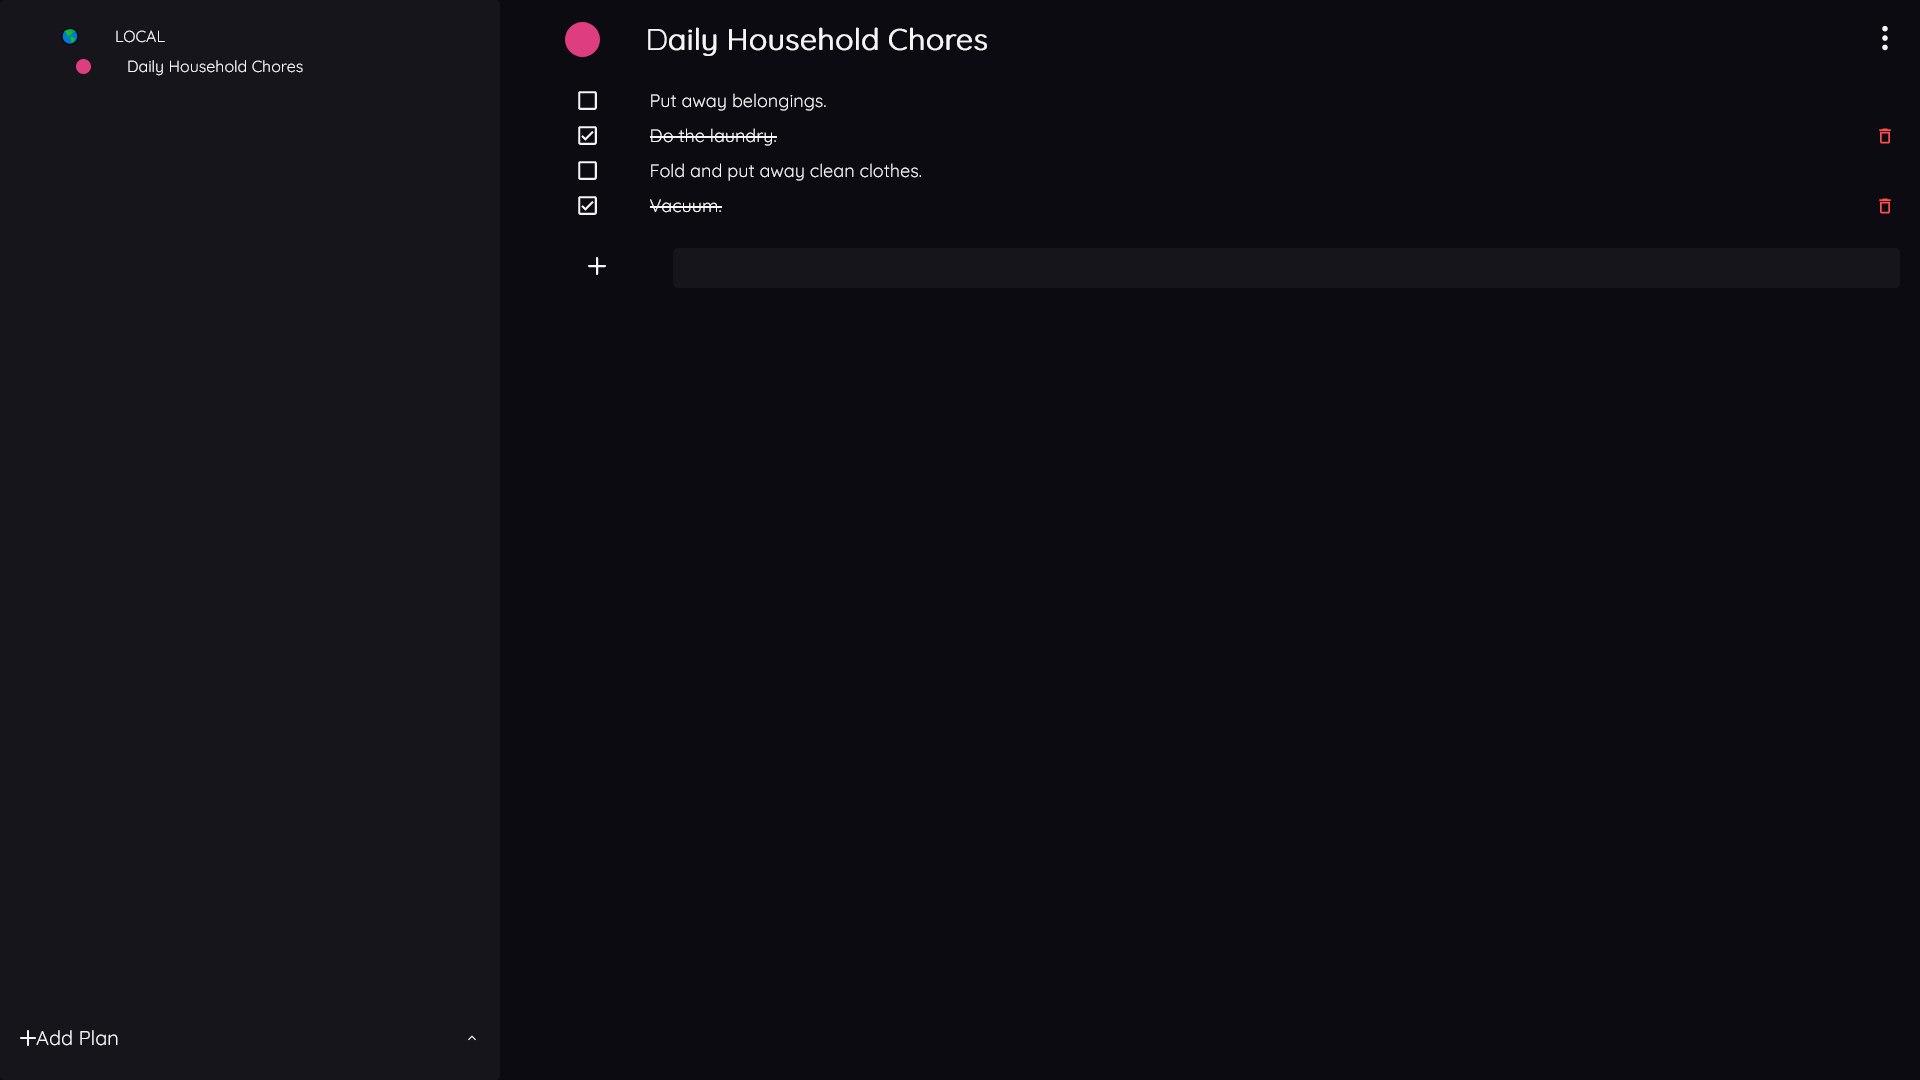 LOCAL
Daily Household Chores
Daily Household Chores
Put away belongings.
Do the laundry.
Fold and put away clean clothes.
Vacuum.
Add Plan